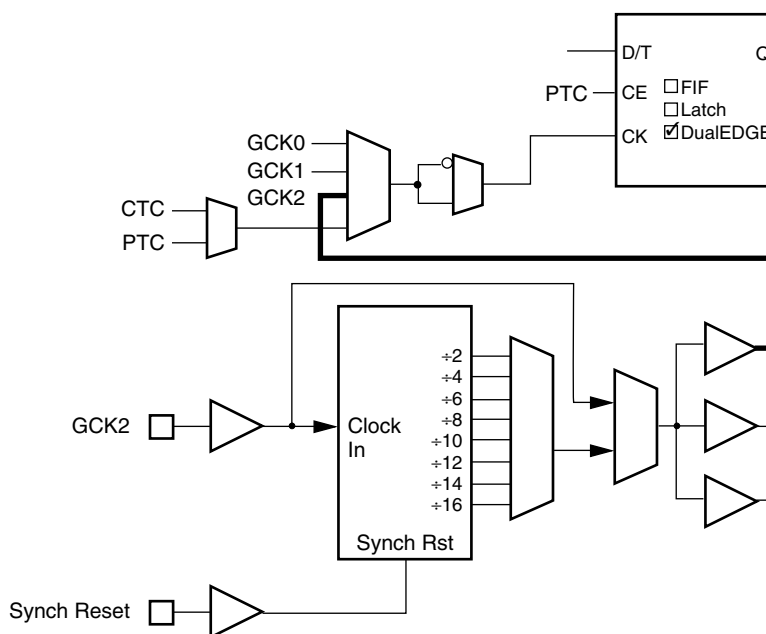 D/T
Q
PTC
CE
FIF
Latch
DualEDGE
CK
GCK0
GCK1
GCK2
CTC
PTC
÷2
÷4
÷6
÷8
÷10
÷12
÷14
÷16
GCK2
Clock
In
Synch Rst
Synch Reset